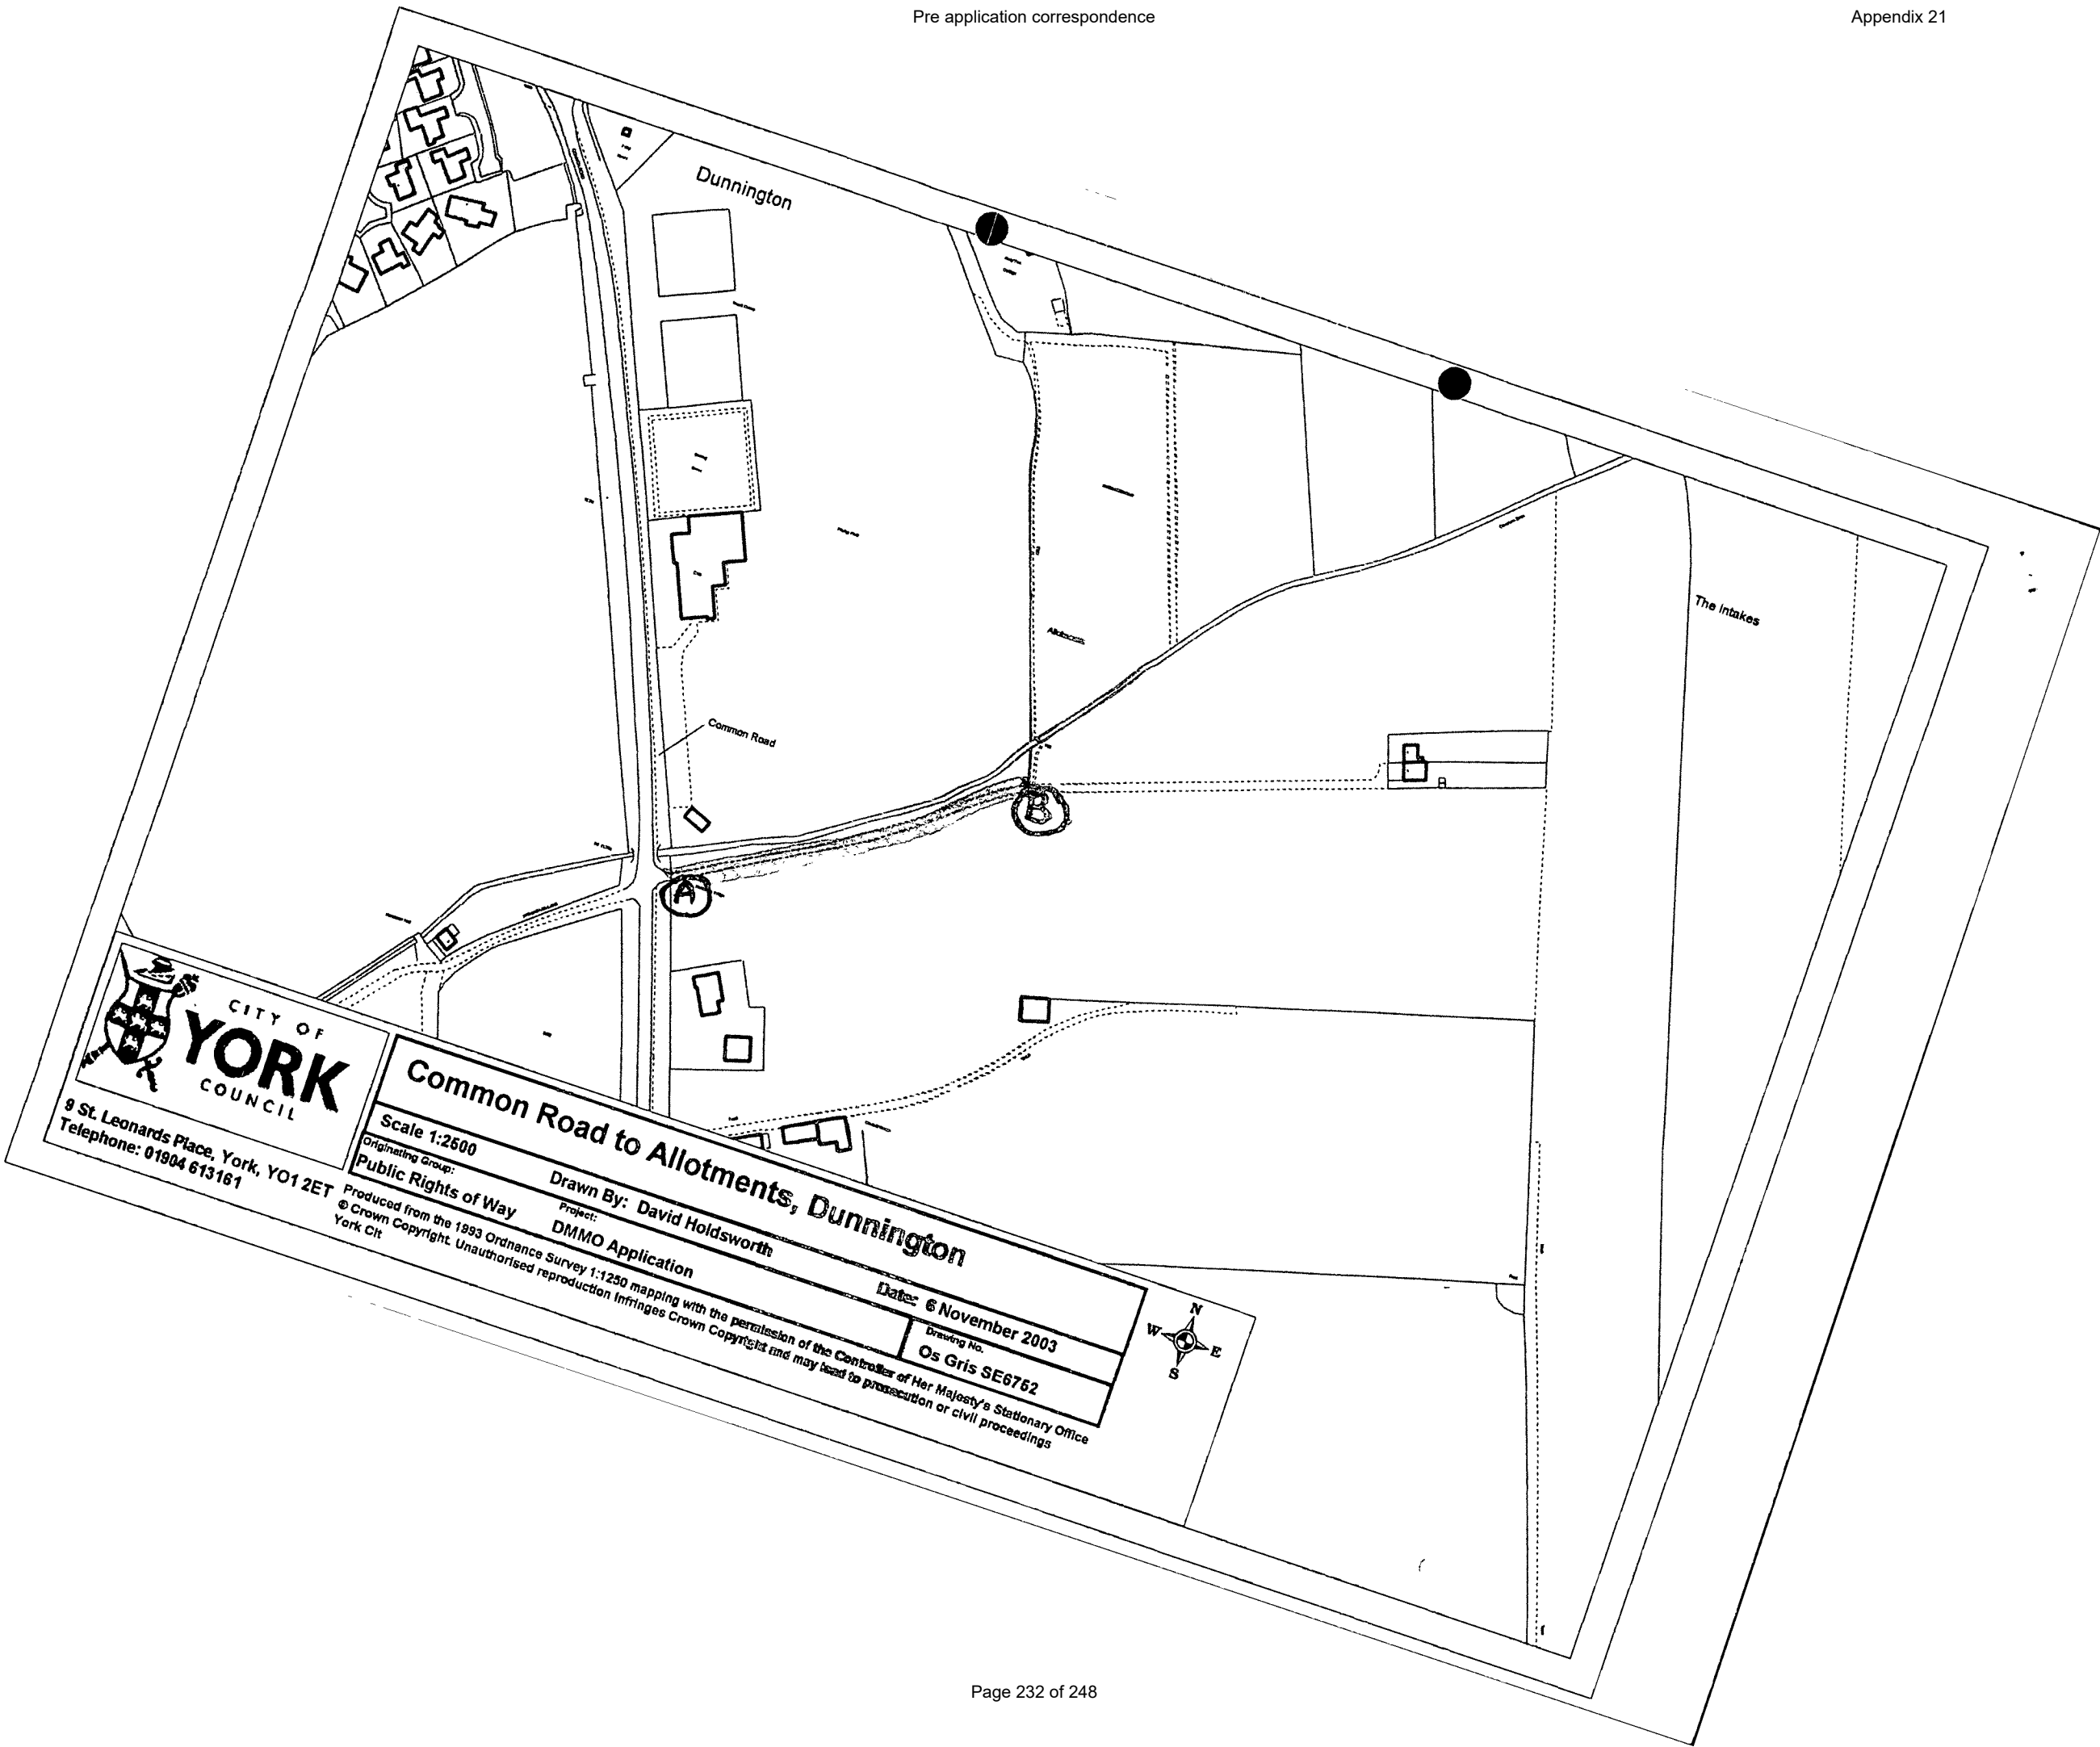 Pre application correspondence
Appendix 21
Dunnington
The Intakes
Allotments
Common Road
B
A
CITY OF
YORK
COUNCIL
9 St. Leonards Place, York, YO1 2ET
Telephone: 01904 613161
Common Road to Allotments, Dunnington
Scale 1:2500
Drawn By: David Holdsworth
Date: 6 November 2003
Originating Group:
Public Rights of Way
Project:
DMMO Application
Drawing No.
Os Gris SE6752
Produced from the 1993 Ordnance Survey 1:1250 mapping with the permission of the Controller of Her Majesty's Stationary Office
© Crown Copyright. Unauthorised reproduction Infringes Crown Copyright and may lead to prosecution or civil proceedings
York Cit
N
W
E
S
Page 232 of 248